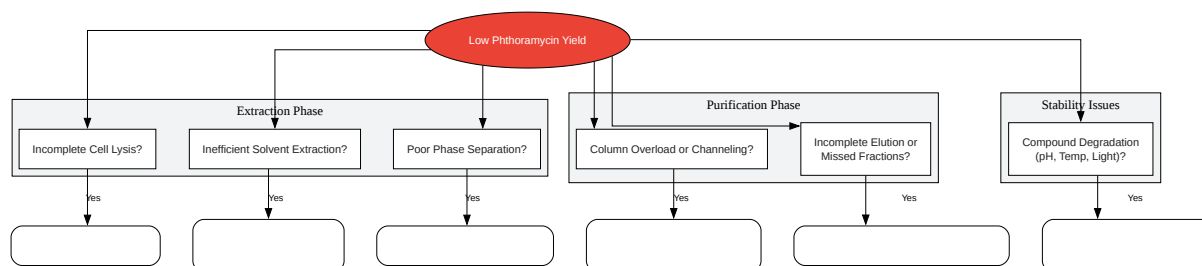 Low Phthoramycin Yield
Extraction Phase
Purification Phase
Stability Issues
Incomplete Cell Lysis?
Inefficient Solvent Extraction?
Poor Phase Separation?
Column Overload or Channeling?
Incomplete Elution or
Missed Fractions?
Compound Degradation
(pH, Temp, Light)?
Yes
Yes
Yes
Yes
Yes
Yes